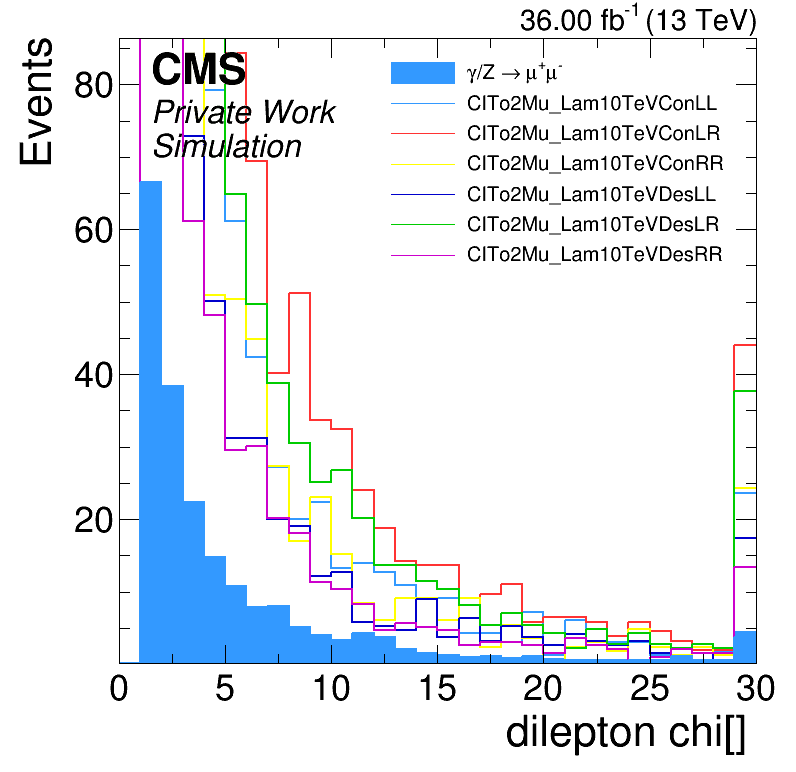 36.00 fb⁻¹ (13 TeV)
Events
CMS
Private Work
Simulation
γ/Z → μ⁺μ⁻
CITo2Mu_Lam10TeVConLL
CITo2Mu_Lam10TeVConLR
CITo2Mu_Lam10TeVConRR
CITo2Mu_Lam10TeVDesLL
CITo2Mu_Lam10TeVDesLR
CITo2Mu_Lam10TeVDesRR
80
60
40
20
0 5 10 15 20 25 30
dilepton chi[]